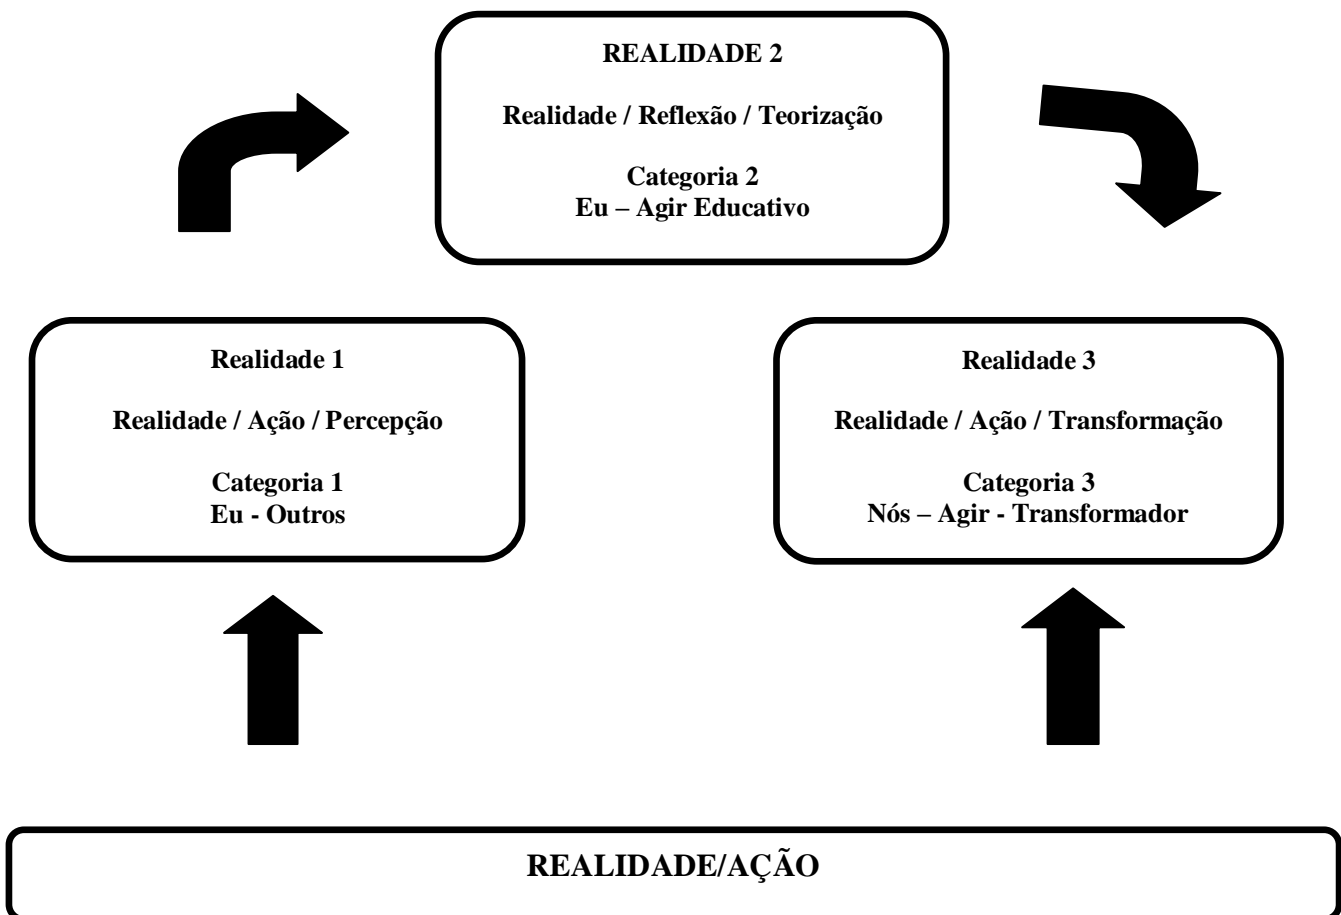 REALIDADE 2
Realidade / Reflexão / Teorização
Categoria 2
Eu – Agir Educativo
Realidade 1
Realidade / Ação / Percepção
Categoria 1
Eu - Outros
Realidade 3
Realidade / Ação / Transformação
Categoria 3
Nós – Agir - Transformador
REALIDADE/AÇÃO